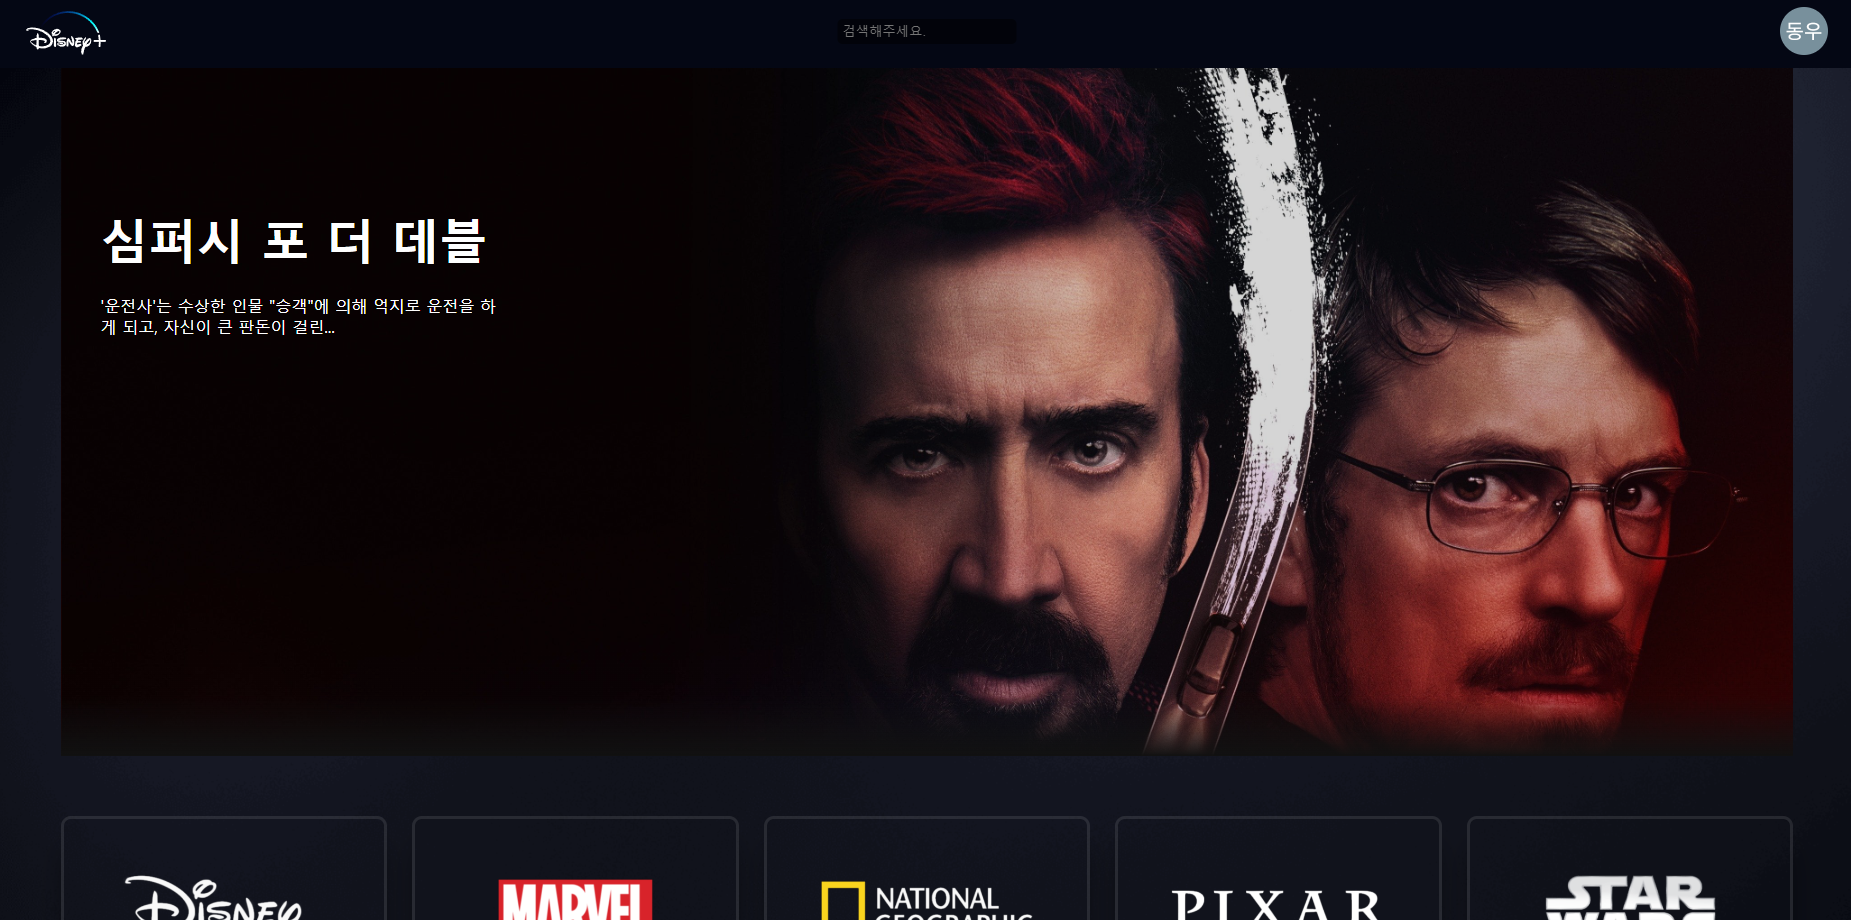 Disney+
검색해주세요.
동우
심퍼시 포 더 데블
'운전사'는 수상한 인물 "승객"에 의해 억지로 운전을 하
게 되고, 자신이 큰 판돈이 걸린...
Disney
MARVEL
NATIONAL
GEOGRAPHIC
PIXAR
STAR
WARS